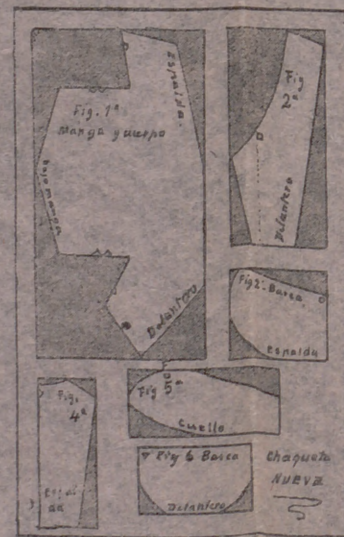 Espalda.
Fig. 1ª
Manga y cuerpo
bajo manga
Delantero
Fig
2ª
Delantero
Fig 2ª Basca
Espalda
Fig.
4ª
Fig 5ª
Cuello
Fig 6 Basca
Delantero
Chaqueta
NUEVA